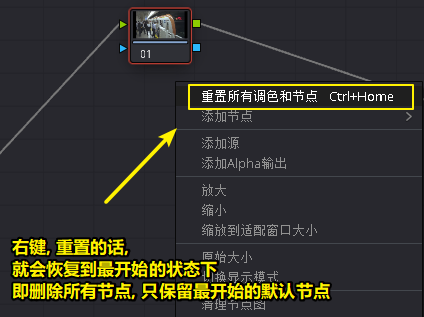 01
重置所有调色和节点 Ctrl+Home
添加节点
添加源
添加Alpha输出
放大
缩小
缩放到适配窗口大小
原始大小
切换显示模式
清理节点图
右键, 重置的话,
就会恢复到最开始的状态下
即删除所有节点, 只保留最开始的默认节点